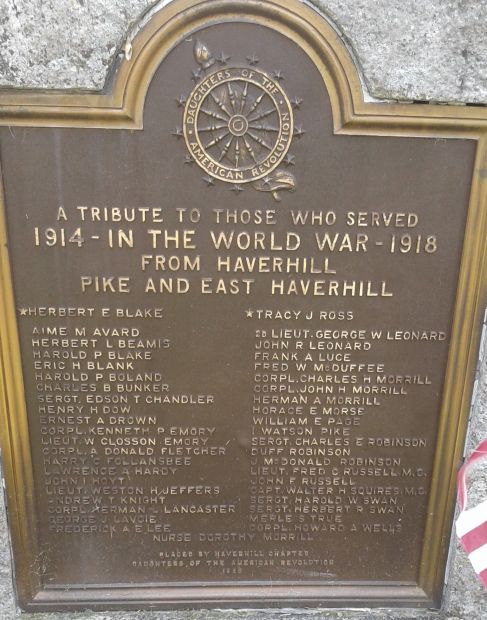 DAUGHTERS OF THE
AMERICAN REVOLUTION
A TRIBUTE TO THOSE WHO SERVED
1914 - IN THE WORLD WAR - 1918
FROM HAVERHILL
PIKE AND EAST HAVERHILL
★HERBERT E BLAKE
AIME M AVARD
HERBERT L BEAMIS
HAROLD P BLAKE
ERIC H BLANK
HAROLD P BOLAND
CHARLES B BUNKER
SERGT. EDSON T CHANDLER
HENRY H DOW
ERNEST A DROWN
CORPL. KENNETH P EMORY
LIEUT. W CLOSSON EMORY
CORPL. A DONALD FLETCHER
HARRY C FOLLANSBEE
LAWRENCE A HARDY
JOHN I HOYT
LIEUT. WESTON H JEFFERS
ANDREW T KNIGHT
CORPL. HERMAN L LANCASTER
GEORGE J LAVOIE
FREDERICK A E LEE
★TRACY J ROSS
2D LIEUT. GEORGE W LEONARD
JOHN R LEONARD
FRANK A LUCE
FRED W McDUFFEE
CORPL. CHARLES H MORRILL
CORPL. JOHN H MORRILL
HERMAN A MORRILL
HORACE E MORSE
WILLIAM E PAGE
I WATSON PIKE
SERGT. CHARLES E ROBINSON
DUFF ROBINSON
J McDONALD ROBINSON
LIEUT. FRED C RUSSELL, M.C.
JOHN F RUSSELL
CAPT. WALTER H SQUIRES, M.C.
SERGT. HAROLD W SWAN
SERGT. HERBERT R SWAN
MERLE S TRUE
CORPL. HOWARD A WELLS
NURSE DOROTHY MORRILL
PLACED BY HAVERHILL CHAPTER
DAUGHTERS OF THE AMERICAN REVOLUTION